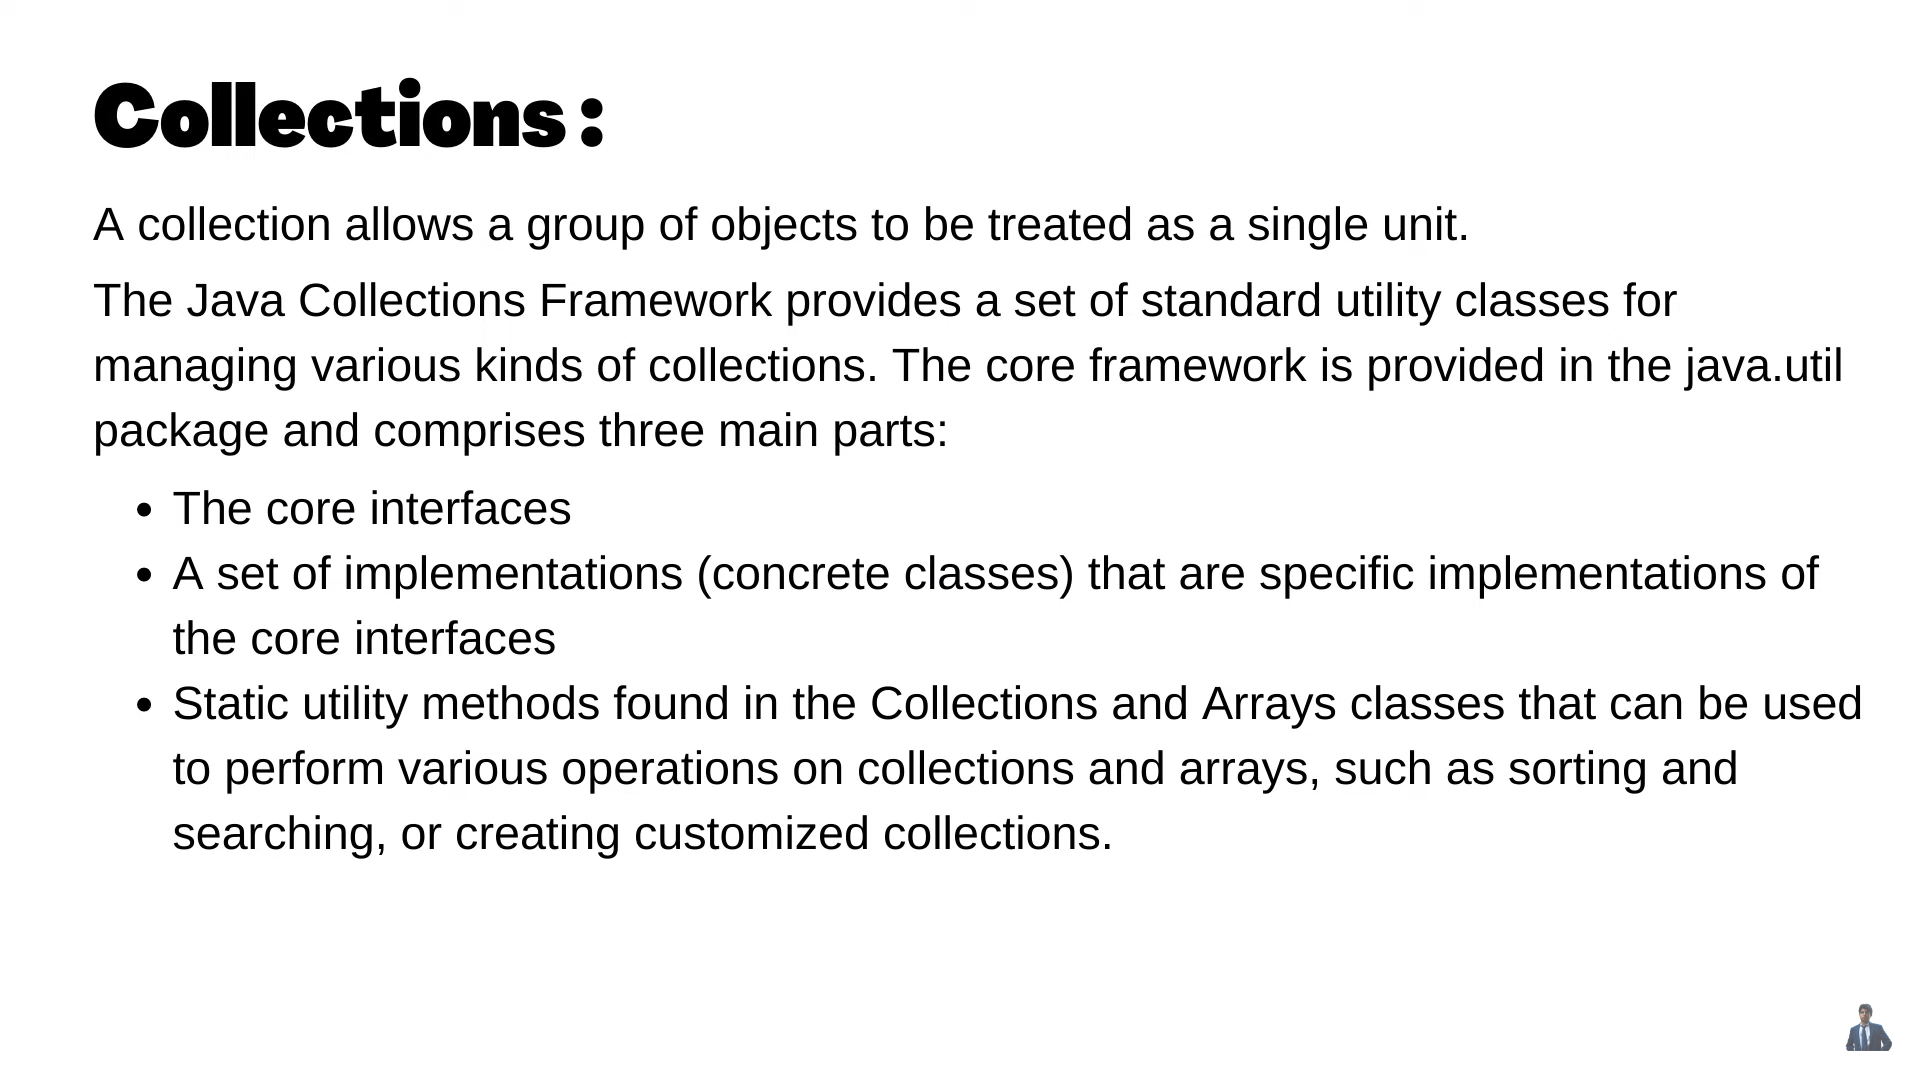 Collections:
A collection allows a group of objects to be treated as a single unit.
The Java Collections Framework provides a set of standard utility classes for
managing various kinds of collections. The core framework is provided in the java.util
package and comprises three main parts:
• The core interfaces
• A set of implementations (concrete classes) that are specific implementations of
the core interfaces
• Static utility methods found in the Collections and Arrays classes that can be used
to perform various operations on collections and arrays, such as sorting and
searching, or creating customized collections.